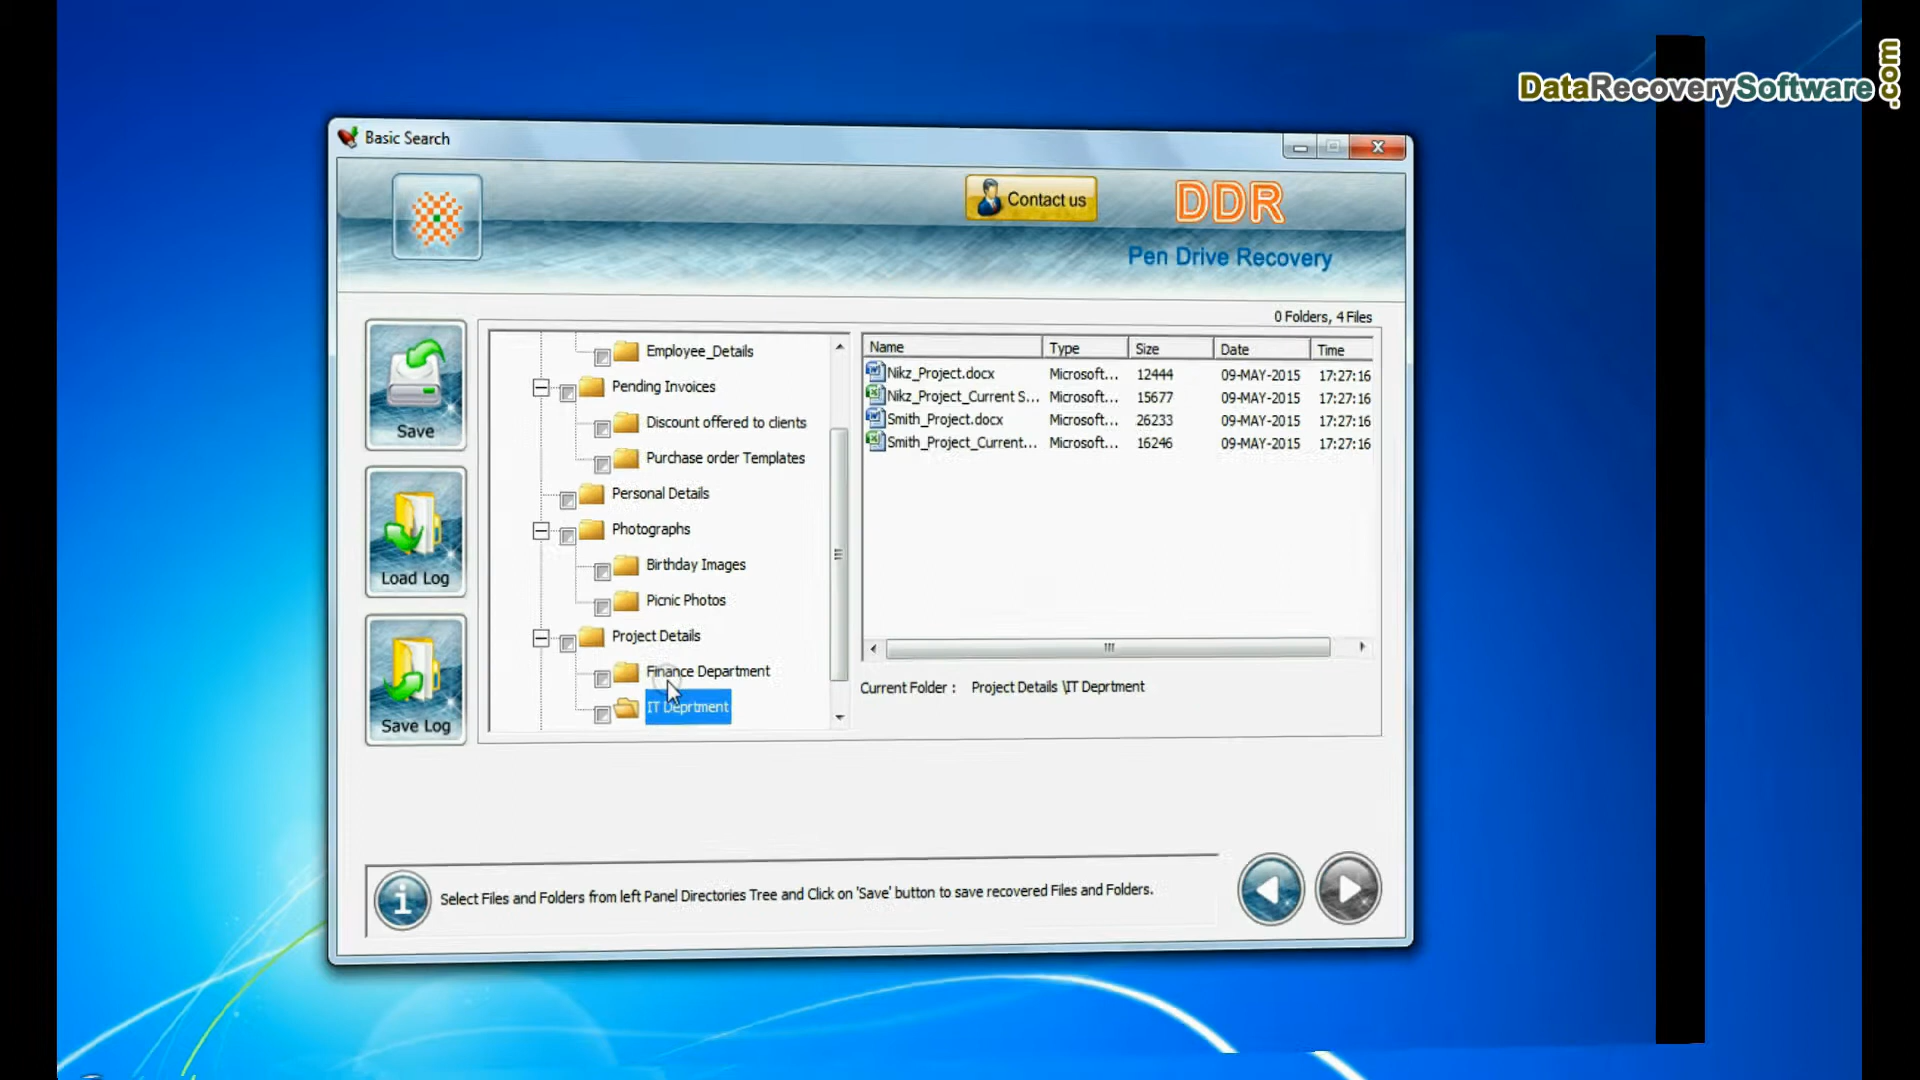 DataRecoverySoftware.com
Basic Search
Contact us
DDR
Pen Drive Recovery
0 Folders, 4 Files
Save
Load Log
Save Log
Employee_Details
Pending Invoices
Discount offered to clients
Purchase order Templates
Personal Details
Photographs
Birthday Images
Picnic Photos
Project Details
Finance Department
IT Deprtment
Name Type Size Date Time
Nikz_Project.docx Microsoft... 12444 09-MAY-2015 17:27:16
Nikz_Project_Current S... Microsoft... 15677 09-MAY-2015 17:27:16
Smith_Project.docx Microsoft... 26233 09-MAY-2015 17:27:16
Smith_Project_Current... Microsoft... 16246 09-MAY-2015 17:27:16
Current Folder : Project Details \IT Deprtment
Select Files and Folders from left Panel Directories Tree and Click on 'Save' button to save recovered Files and Folders.